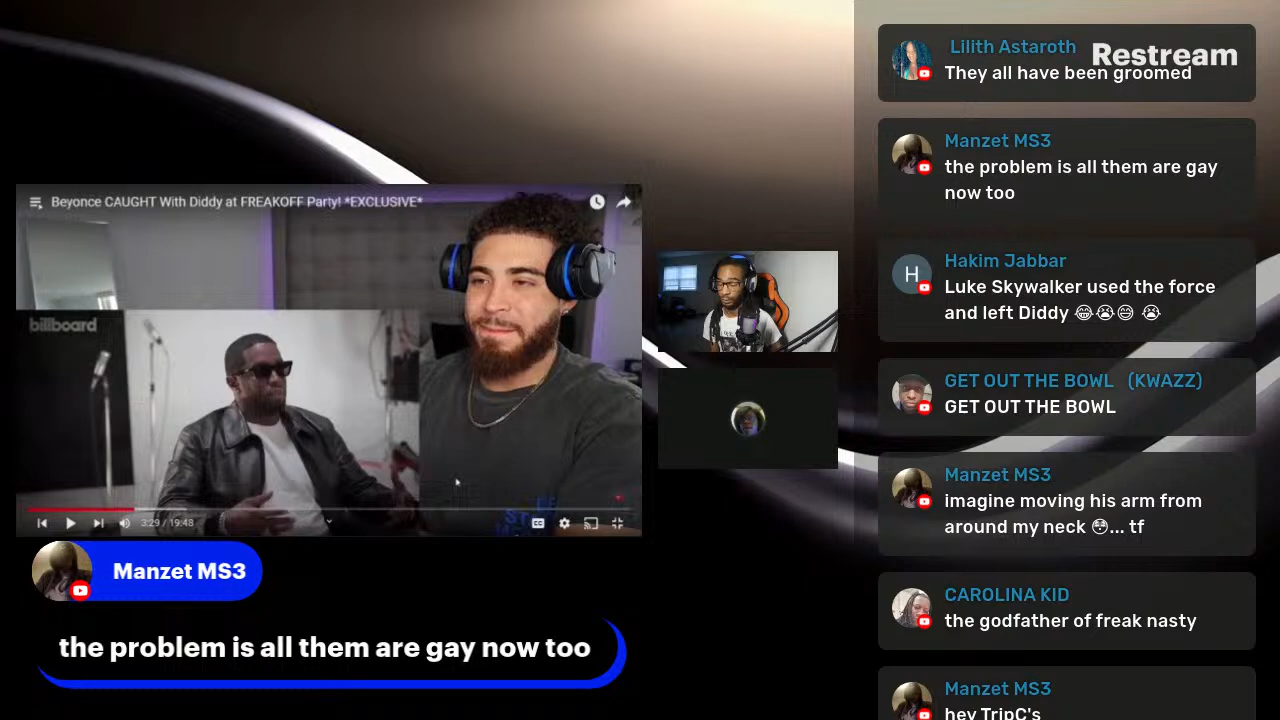 Beyonce CAUGHT With Diddy at FREAKOFF Party! *EXCLUSIVE*
billboard
3:29 / 19:48
CC
Manzet MS3
the problem is all them are gay now too
Restream
Lilith Astaroth
They all have been groomed
Manzet MS3
the problem is all them are gay
now too
H
Hakim Jabbar
Luke Skywalker used the force
and left Diddy 😂😭😄 😭
GET OUT THE BOWL (KWAZZ)
GET OUT THE BOWL
Manzet MS3
imagine moving his arm from
around my neck 😳... tf
CAROLINA KID
the godfather of freak nasty
Manzet MS3
hey TripC's